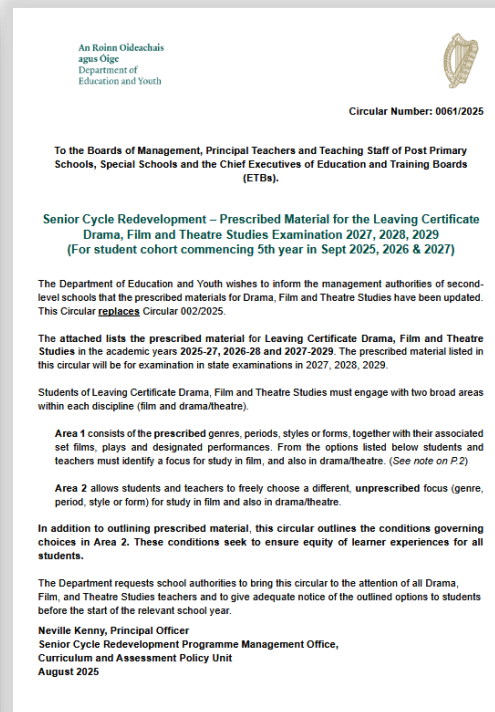 An Roinn Oideachais
agus Óige
Department of
Education and Youth
Circular Number: 0061/2025
To the Boards of Management, Principal Teachers and Teaching Staff of Post Primary
Schools, Special Schools and the Chief Executives of Education and Training Boards
(ETBs).
Senior Cycle Redevelopment – Prescribed Material for the Leaving Certificate
Drama, Film and Theatre Studies Examination 2027, 2028, 2029
(For student cohort commencing 5th year in Sept 2025, 2026 & 2027)
The Department of Education and Youth wishes to inform the management authorities of second-
level schools that the prescribed materials for Drama, Film and Theatre Studies have been updated.
This Circular replaces Circular 002/2025.
The attached lists the prescribed material for Leaving Certificate Drama, Film and Theatre
Studies in the academic years 2025-27, 2026-28 and 2027-2029. The prescribed material listed in
this circular will be for examination in state examinations in 2027, 2028, 2029.
Students of Leaving Certificate Drama, Film and Theatre Studies must engage with two broad areas
within each discipline (film and drama/theatre).
Area 1 consists of the prescribed genres, periods, styles or forms, together with their associated
set films, plays and designated performances. From the options listed below students and
teachers must identify a focus for study in film, and also in drama/theatre. (See note on P.2)
Area 2 allows students and teachers to freely choose a different, unprescribed focus (genre,
period, style or form) for study in film and also in drama/theatre.
In addition to outlining prescribed material, this circular outlines the conditions governing
choices in Area 2. These conditions seek to ensure equity of learner experiences for all
students.
The Department requests school authorities to bring this circular to the attention of all Drama,
Film, and Theatre Studies teachers and to give adequate notice of the outlined options to students
before the start of the relevant school year.
Neville Kenny, Principal Officer
Senior Cycle Redevelopment Programme Management Office,
Curriculum and Assessment Policy Unit
August 2025